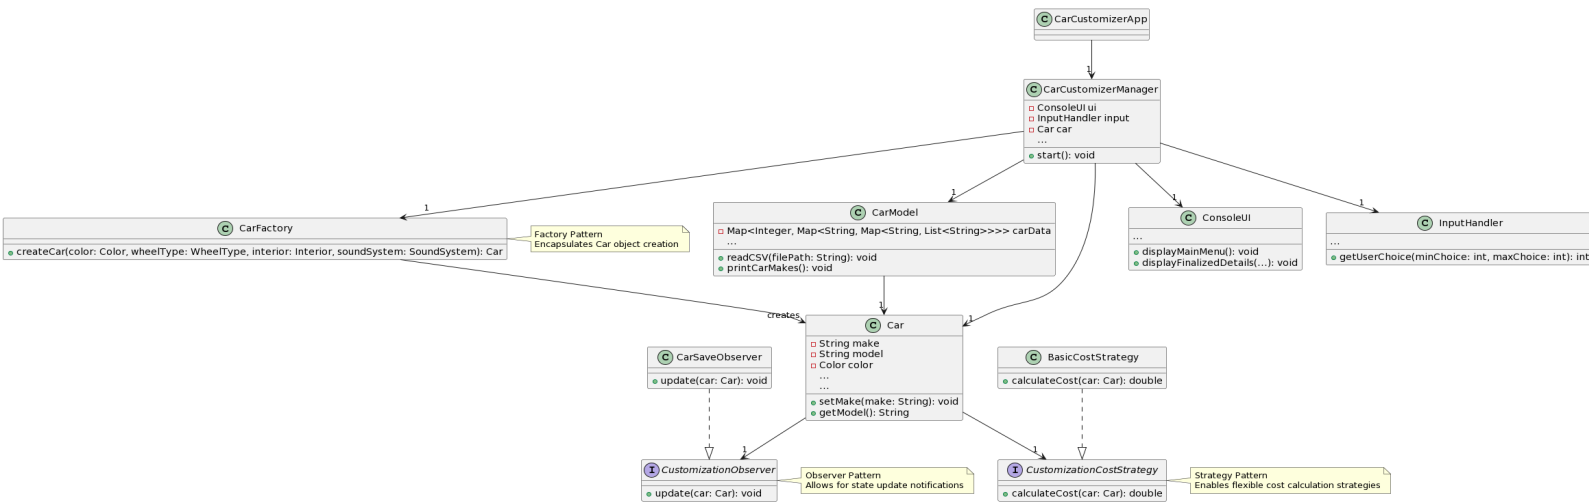 C CarCustomizerApp
1
C CarCustomizerManager
ConsoleUI ui
InputHandler input
Car car
...
start(): void
1
1
1
1
1
C CarFactory
createCar(color: Color, wheelType: WheelType, interior: Interior, soundSystem: SoundSystem): Car
Factory Pattern
Encapsulates Car object creation
C CarModel
Map<Integer, Map<String, Map<String, List<String>>>> carData
...
readCSV(filePath: String): void
printCarMakes(): void
C ConsoleUI
...
displayMainMenu(): void
displayFinalizedDetails(...): void
C InputHandler
...
getUserChoice(minChoice: int, maxChoice: int): int
creates
1
C Car
String make
String model
Color color
...
...
setMake(make: String): void
getModel(): String
C CarSaveObserver
update(car: Car): void
C BasicCostStrategy
calculateCost(car: Car): double
1
1
I CustomizationObserver
update(car: Car): void
Observer Pattern
Allows for state update notifications
I CustomizationCostStrategy
calculateCost(car: Car): double
Strategy Pattern
Enables flexible cost calculation strategies